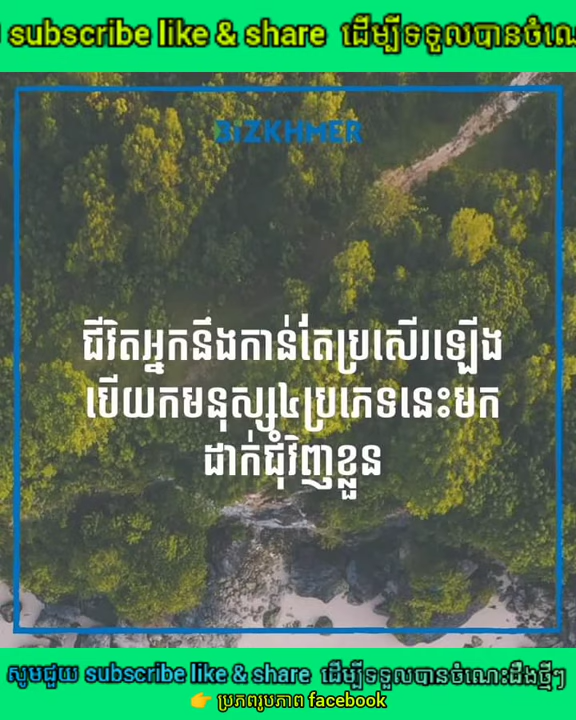 subscribe like & share ដើម្បីទទួលបានចំណេះ
BIZKHMER
ជីវិតអ្នកនឹងកាន់តែប្រសើរឡើង
បើយកមនុស្ស៤ប្រភេទនេះមក
ដាក់ជុំវិញខ្លួន
សូមជួយ subscribe like & share ដើម្បីទទួលបានចំណេះដឹងថ្មីៗ
👉 ប្រភពរូបភាព facebook